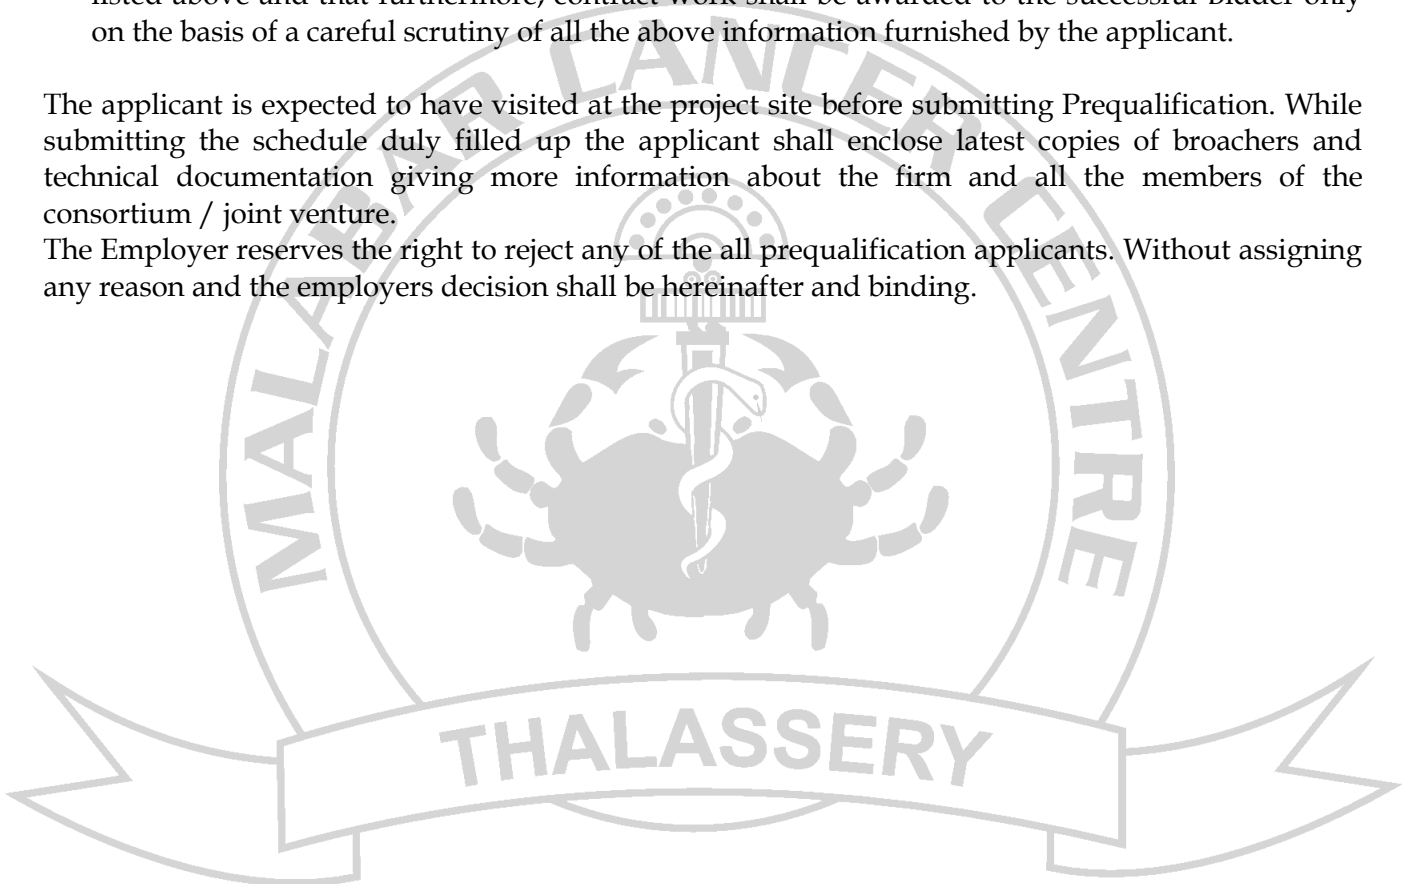 listed above and that furthermore, contract work shall be awarded to the successful Bidder only
on the basis of a careful scrutiny of all the above information furnished by the applicant.
The applicant is expected to have visited at the project site before submitting Prequalification. While
submitting the schedule duly filled up the applicant shall enclose latest copies of broachers and
technical documentation giving more information about the firm and all the members of the
consortium / joint venture.
The Employer reserves the right to reject any of the all prequalification applicants. Without assigning
any reason and the employers decision shall be hereinafter and binding.
MALABAR CANCER CENTRE
THALASSERY